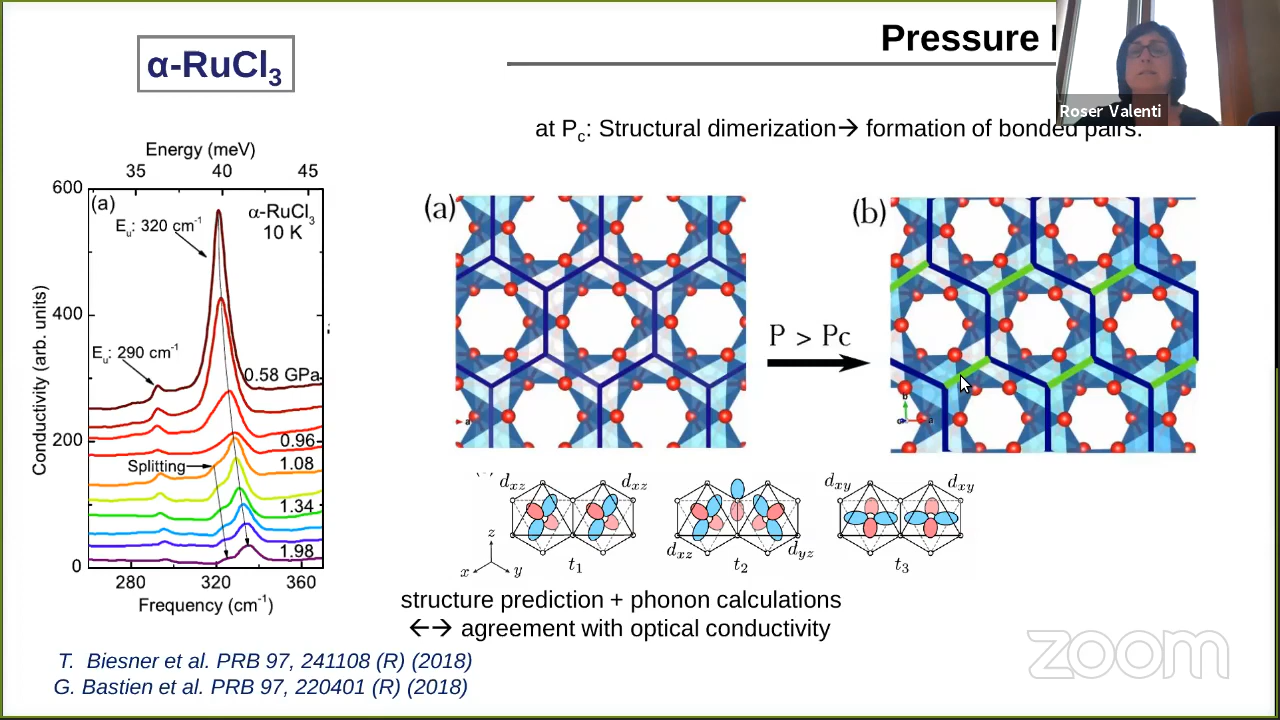 α-RuCl3
Pressure
Roser Valenti
at Pc: Structural dimerization→ formation of bonded pairs.
Energy (meV)
35 40 45
600
400
200
0
Conductivity (arb. units)
(a)
α-RuCl3
10 K
Eu: 320 cm-1
Eu: 290 cm-1
0.58 GPa
0.96
1.08
Splitting
1.34
1.98
280 320 360
Frequency (cm-1)
(a)
P > Pc
(b)
a
b
a
dxz dxz
z
x y
t1
dxz dyz
t2
dxy dxy
t3
structure prediction + phonon calculations
←→ agreement with optical conductivity
T. Biesner et al. PRB 97, 241108 (R) (2018)
G. Bastien et al. PRB 97, 220401 (R) (2018)
zoom